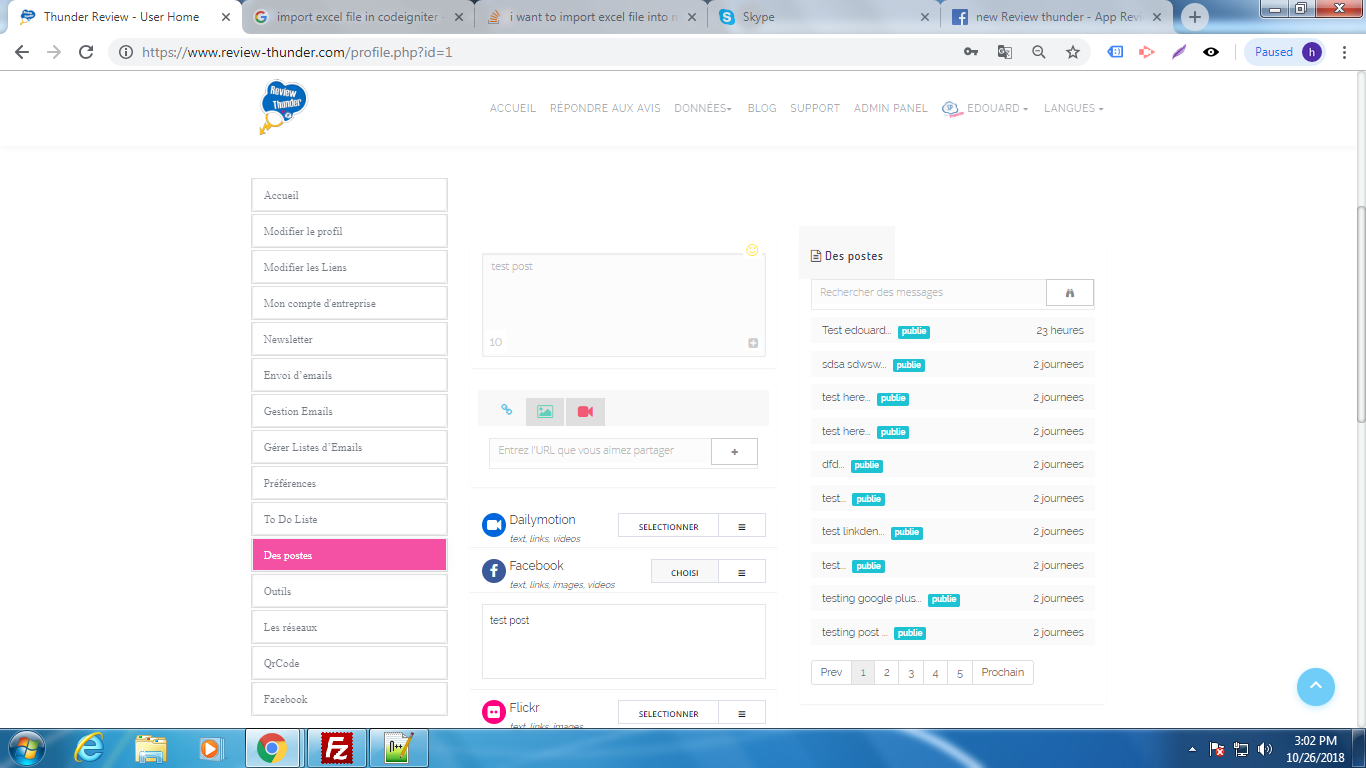 Thunder Review - User Home
import excel file in codeigniter -
i want to import excel file into m
Skype
new Review thunder - App Revi
https://www.review-thunder.com/profile.php?id=1
Paused
h
Review
Thunder
ACCUEIL
RÉPONDRE AUX AVIS
DONNÉES
BLOG
SUPPORT
ADMIN PANEL
EDOUARD
LANGUES
Accueil
Modifier le profil
Modifier les Liens
Mon compte d'entreprise
Newsletter
Envoi d’emails
Gestion Emails
Gérer Listes d’Emails
Préférences
To Do Liste
Des postes
Outils
Les réseaux
QrCode
Facebook
test post
10
Entrez l'URL que vous aimez partager
Dailymotion
text, links, videos
SELECTIONNER
Facebook
text, links, images, videos
CHOISI
test post
Flickr
text, links, images
SELECTIONNER
Des postes
Rechercher des messages
Test edouard... publie 23 heures
sdsa sdwsw... publie 2 journees
test here... publie 2 journees
test here... publie 2 journees
dfd... publie 2 journees
test... publie 2 journees
test linkden... publie 2 journees
test... publie 2 journees
testing google plus... publie 2 journees
testing post ... publie 2 journees
Prev 1 2 3 4 5 Prochain
3:02 PM
10/26/2018